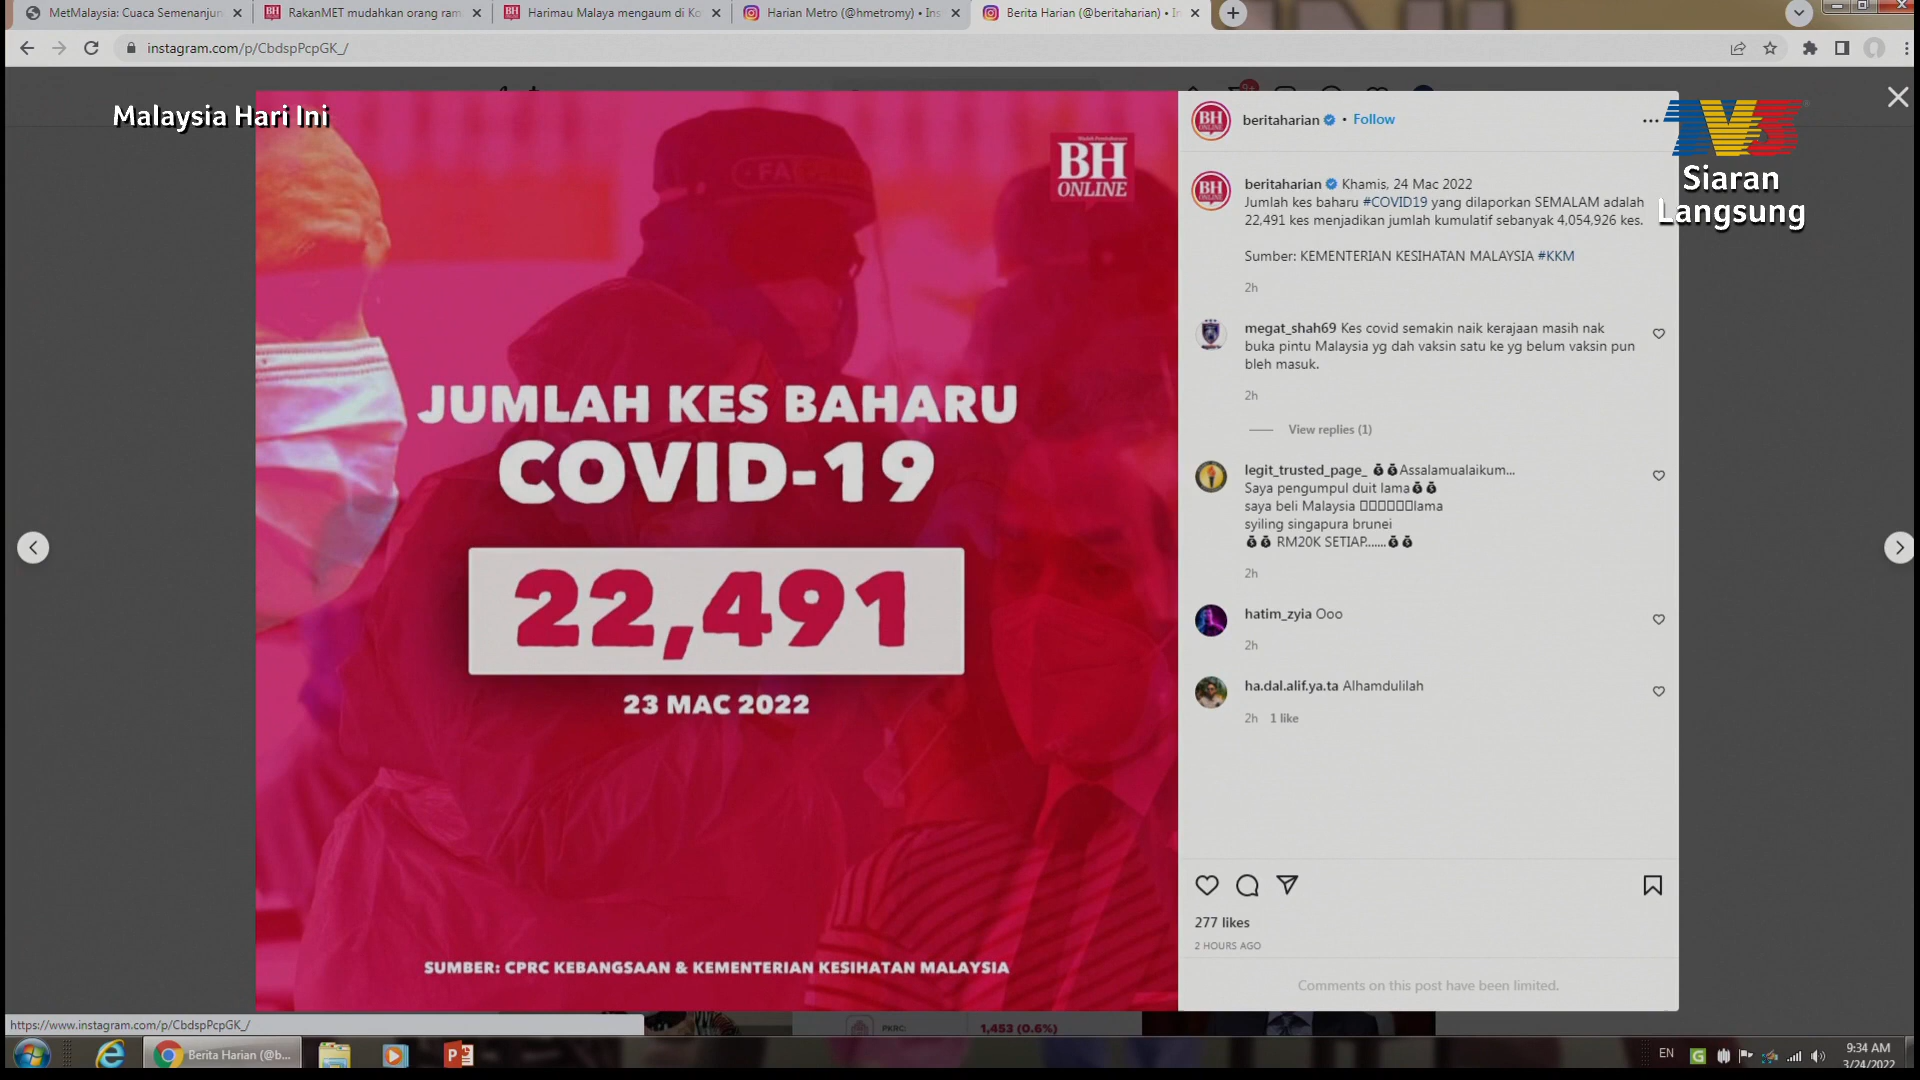 MetMalaysia: Cuaca Semenanjun
RakanMET mudahkan orang ram
Harimau Malaya mengaum di Ko
Harian Metro (@hmetromy) • Ins
Berita Harian (@beritaharian) • In
instagram.com/p/CbdspPcpGK_/
Malaysia Hari Ini
BH
ONLINE
JUMLAH KES BAHARU
COVID-19
22,491
23 MAC 2022
SUMBER: CPRC KEBANGSAAN & KEMENTERIAN KESIHATAN MALAYSIA
beritaharian • Follow
TV3
Siaran
Langsung
beritaharian Khamis, 24 Mac 2022
Jumlah kes baharu #COVID19 yang dilaporkan SEMALAM adalah
22,491 kes menjadikan jumlah kumulatif sebanyak 4,054,926 kes.
Sumber: KEMENTERIAN KESIHATAN MALAYSIA #KKM
2h
megat_shah69 Kes covid semakin naik kerajaan masih nak
buka pintu Malaysia yg dah vaksin satu ke yg belum vaksin pun
bleh masuk.
2h
View replies (1)
legit_trusted_page_ 💰💰Assalamualaikum...
Saya pengumpul duit lama💰💰
saya beli Malaysia □□□□□□lama
syiling singapura brunei
💰💰 RM20K SETIAP.......💰💰
2h
hatim_zyia Ooo
2h
ha.dal.alif.ya.ta Alhamdulilah
2h 1 like
277 likes
2 HOURS AGO
Comments on this post have been limited.
https://www.instagram.com/p/CbdspPcpGK_/
PKRC:
1,453 (0.6%)
Berita Harian (@b...
EN
9:34 AM
3/24/2022